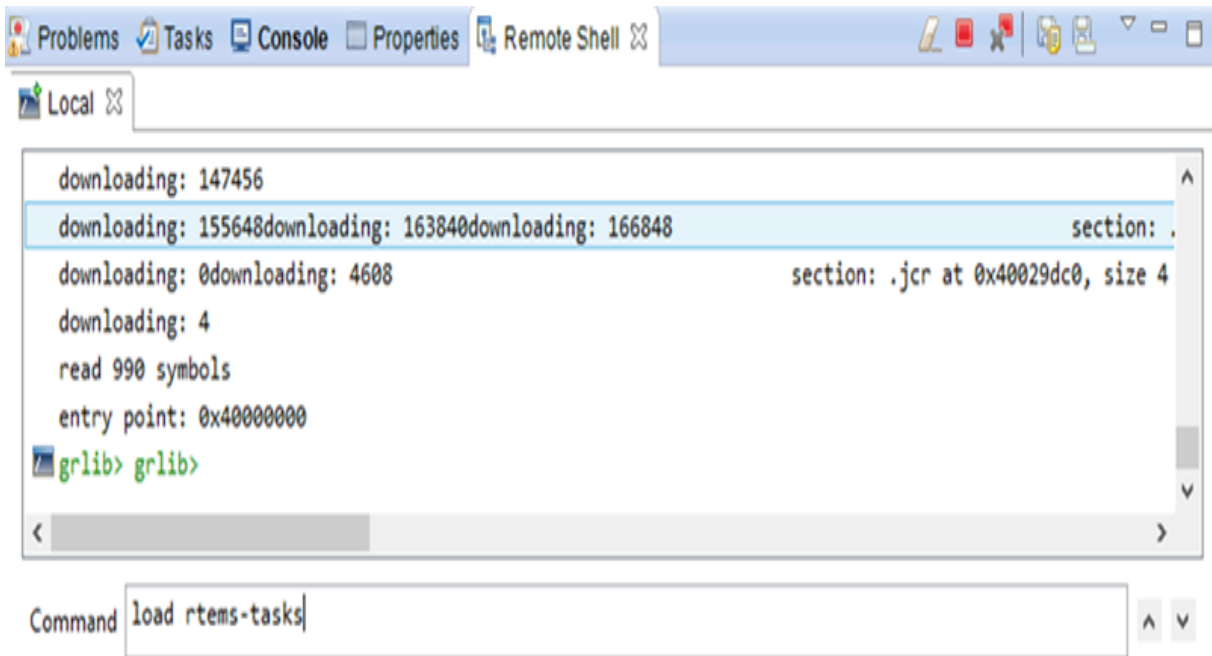 Problems Tasks Console Properties Remote Shell
Local
downloading: 147456
downloading: 155648downloading: 163840downloading: 166848 section: .
downloading: 0downloading: 4608 section: .jcr at 0x40029dc0, size 4
downloading: 4
read 990 symbols
entry point: 0x40000000
grlib> grlib>
Command load rtems-tasks